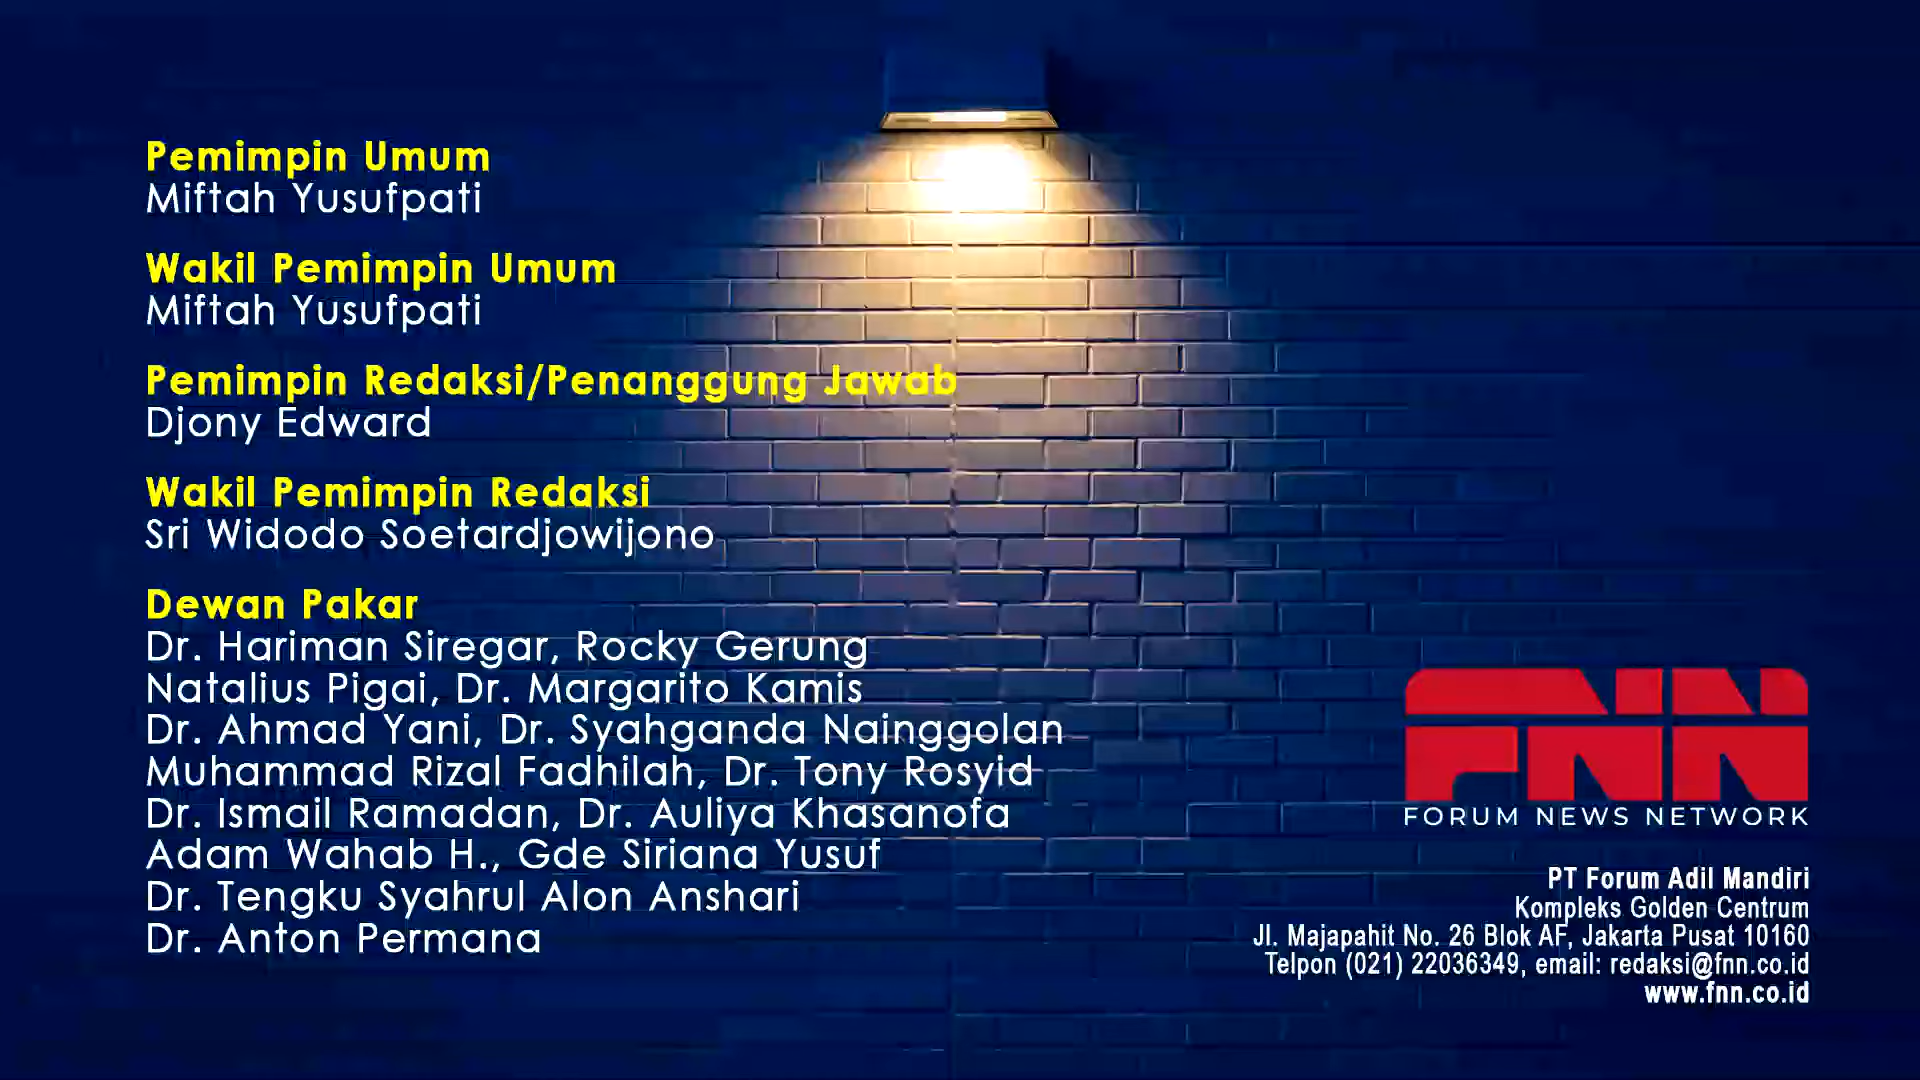 Pemimpin Umum
Miftah Yusufpati
Wakil Pemimpin Umum
Miftah Yusufpati
Pemimpin Redaksi/Penanggung Jawab
Djony Edward
Wakil Pemimpin Redaksi
Sri Widodo Soetardjowijono
Dewan Pakar
Dr. Hariman Siregar, Rocky Gerung
Natalius Pigai, Dr. Margarito Kamis
Dr. Ahmad Yani, Dr. Syahganda Nainggolan
Muhammad Rizal Fadhilah, Dr. Tony Rosyid
Dr. Ismail Ramadan, Dr. Auliya Khasanofa
Adam Wahab H., Gde Siriana Yusuf
Dr. Tengku Syahrul Alon Anshari
Dr. Anton Permana
FNN
FORUM NEWS NETWORK
PT Forum Adil Mandiri
Kompleks Golden Centrum
Jl. Majapahit No. 26 Blok AF, Jakarta Pusat 10160
Telpon (021) 22036349, email: redaksi@fnn.co.id
www.fnn.co.id